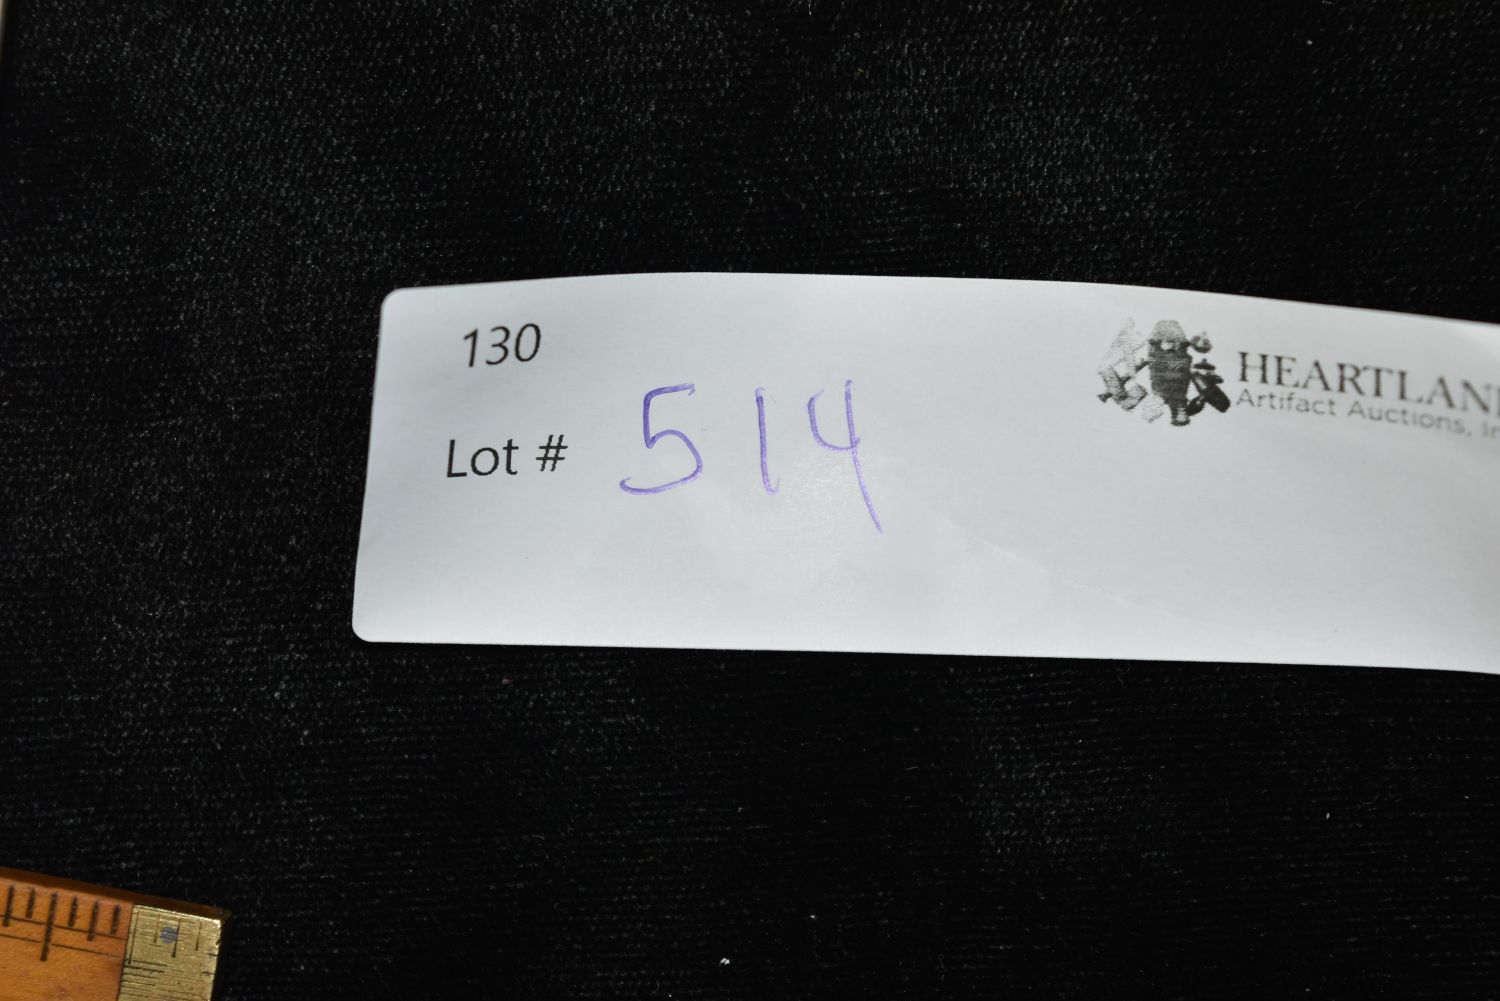 130
Lot # 514
HEARTLAN
Artifact Auctions, In